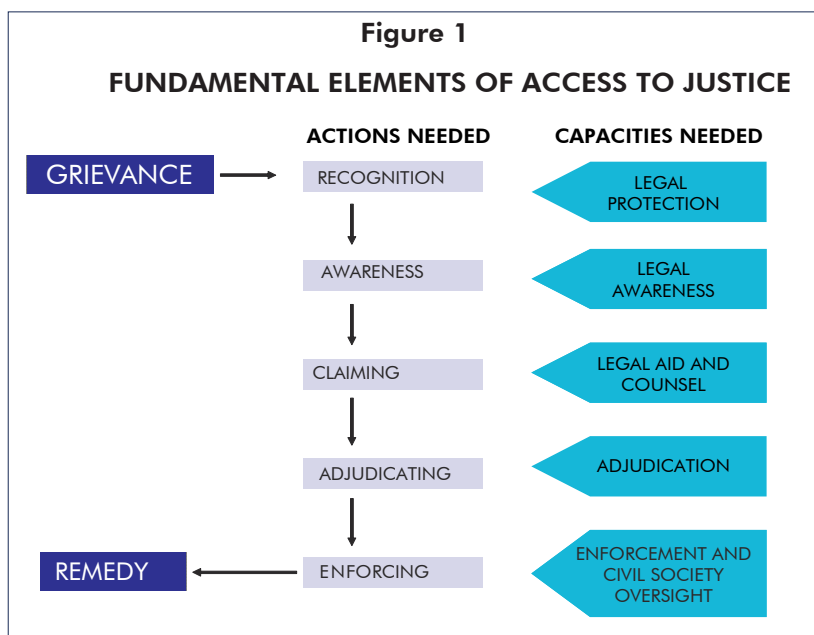 Figure 1
FUNDAMENTAL ELEMENTS OF ACCESS TO JUSTICE
ACTIONS NEEDED
CAPACITIES NEEDED
GRIEVANCE
RECOGNITION
LEGAL
PROTECTION
AWARENESS
LEGAL
AWARENESS
CLAIMING
LEGAL AID AND
COUNSEL
ADJUDICATING
ADJUDICATION
REMEDY
ENFORCING
ENFORCEMENT AND
CIVIL SOCIETY
OVERSIGHT